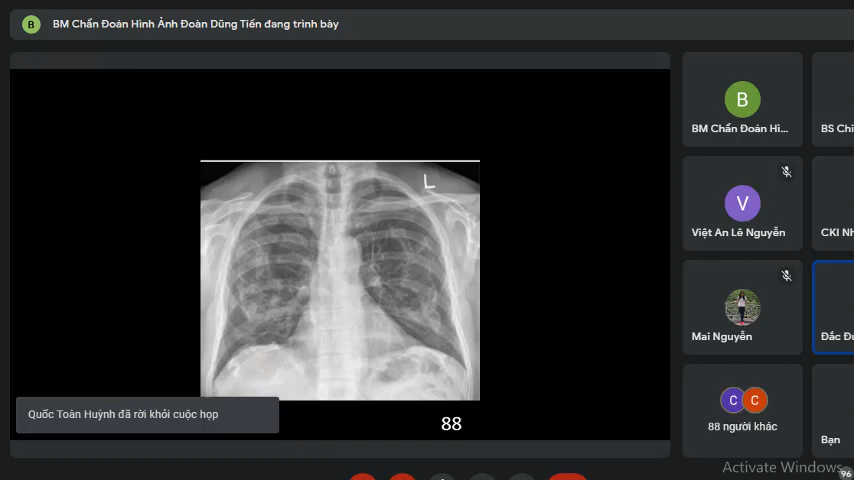 B
BM Chẩn Đoán Hình Ảnh Đoàn Dũng Tiến đang trình bày
L
88
Quốc Toàn Huỳnh đã rời khỏi cuộc họp
B
BM Chẩn Đoán Hì...
BS Chi
V
Việt An Lê Nguyễn
CKI Nh
Mai Nguyễn
Đắc Đư
C C
88 người khác
Bạn
Activate Windows
96